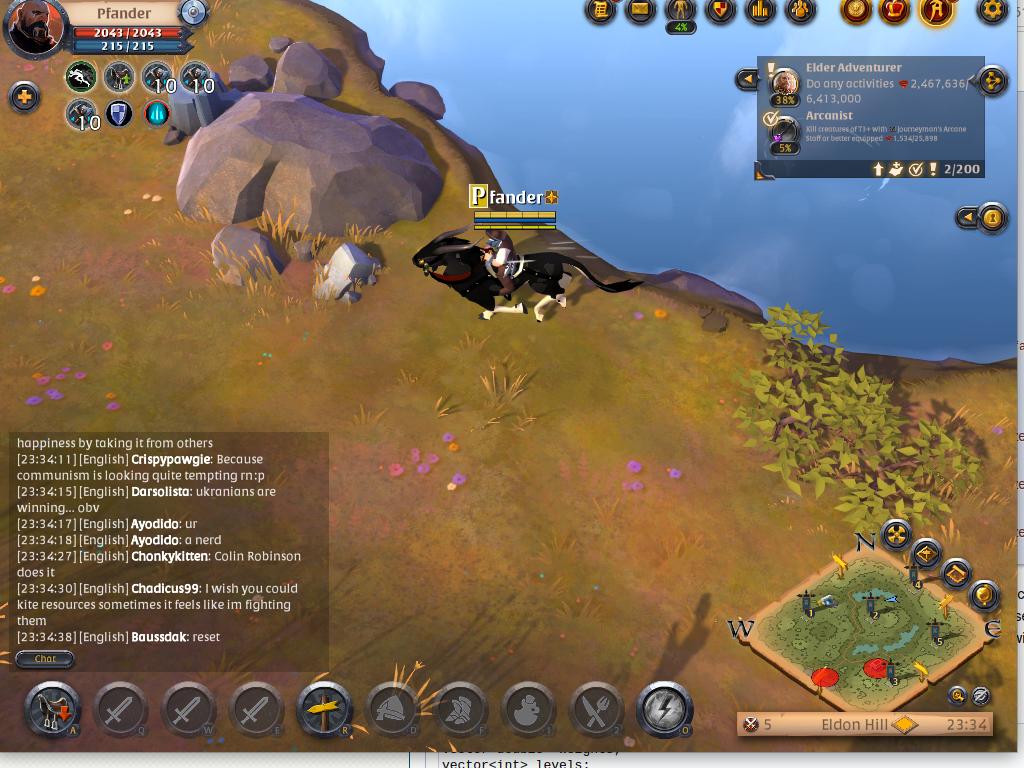 Pfander
2043 / 2043
215 / 215
4%
10
10
10
Elder Adventurer
Do any activities 2,467,636/
6,413,000
38%
Arcanist
Kill creatures of T3+ with Journeyman's Arcane
Staff or better equipped 1,534/25,898
5%
2/200
Pfander
happiness by taking it from others
[23:34:11] [English] Crispypawgie: Because
communism is looking quite tempting rn:p
[23:34:15] [English] Darsolista: ukranians are
winning... obv
[23:34:17] [English] Ayodido: ur
[23:34:18] [English] Ayodido: a nerd
[23:34:27] [English] Chonkykitten: Colin Robinson
does it
[23:34:30] [English] Chadicus99: I wish you could
kite resources sometimes it feels like im fighting
them
[23:34:38] [English] Baussdak: reset
Chat
N
W
E
1
2
3
4
5
A
Q
W
E
R
D
F
1
2
O
5
Eldon Hill
23:34
vector<int> levels;